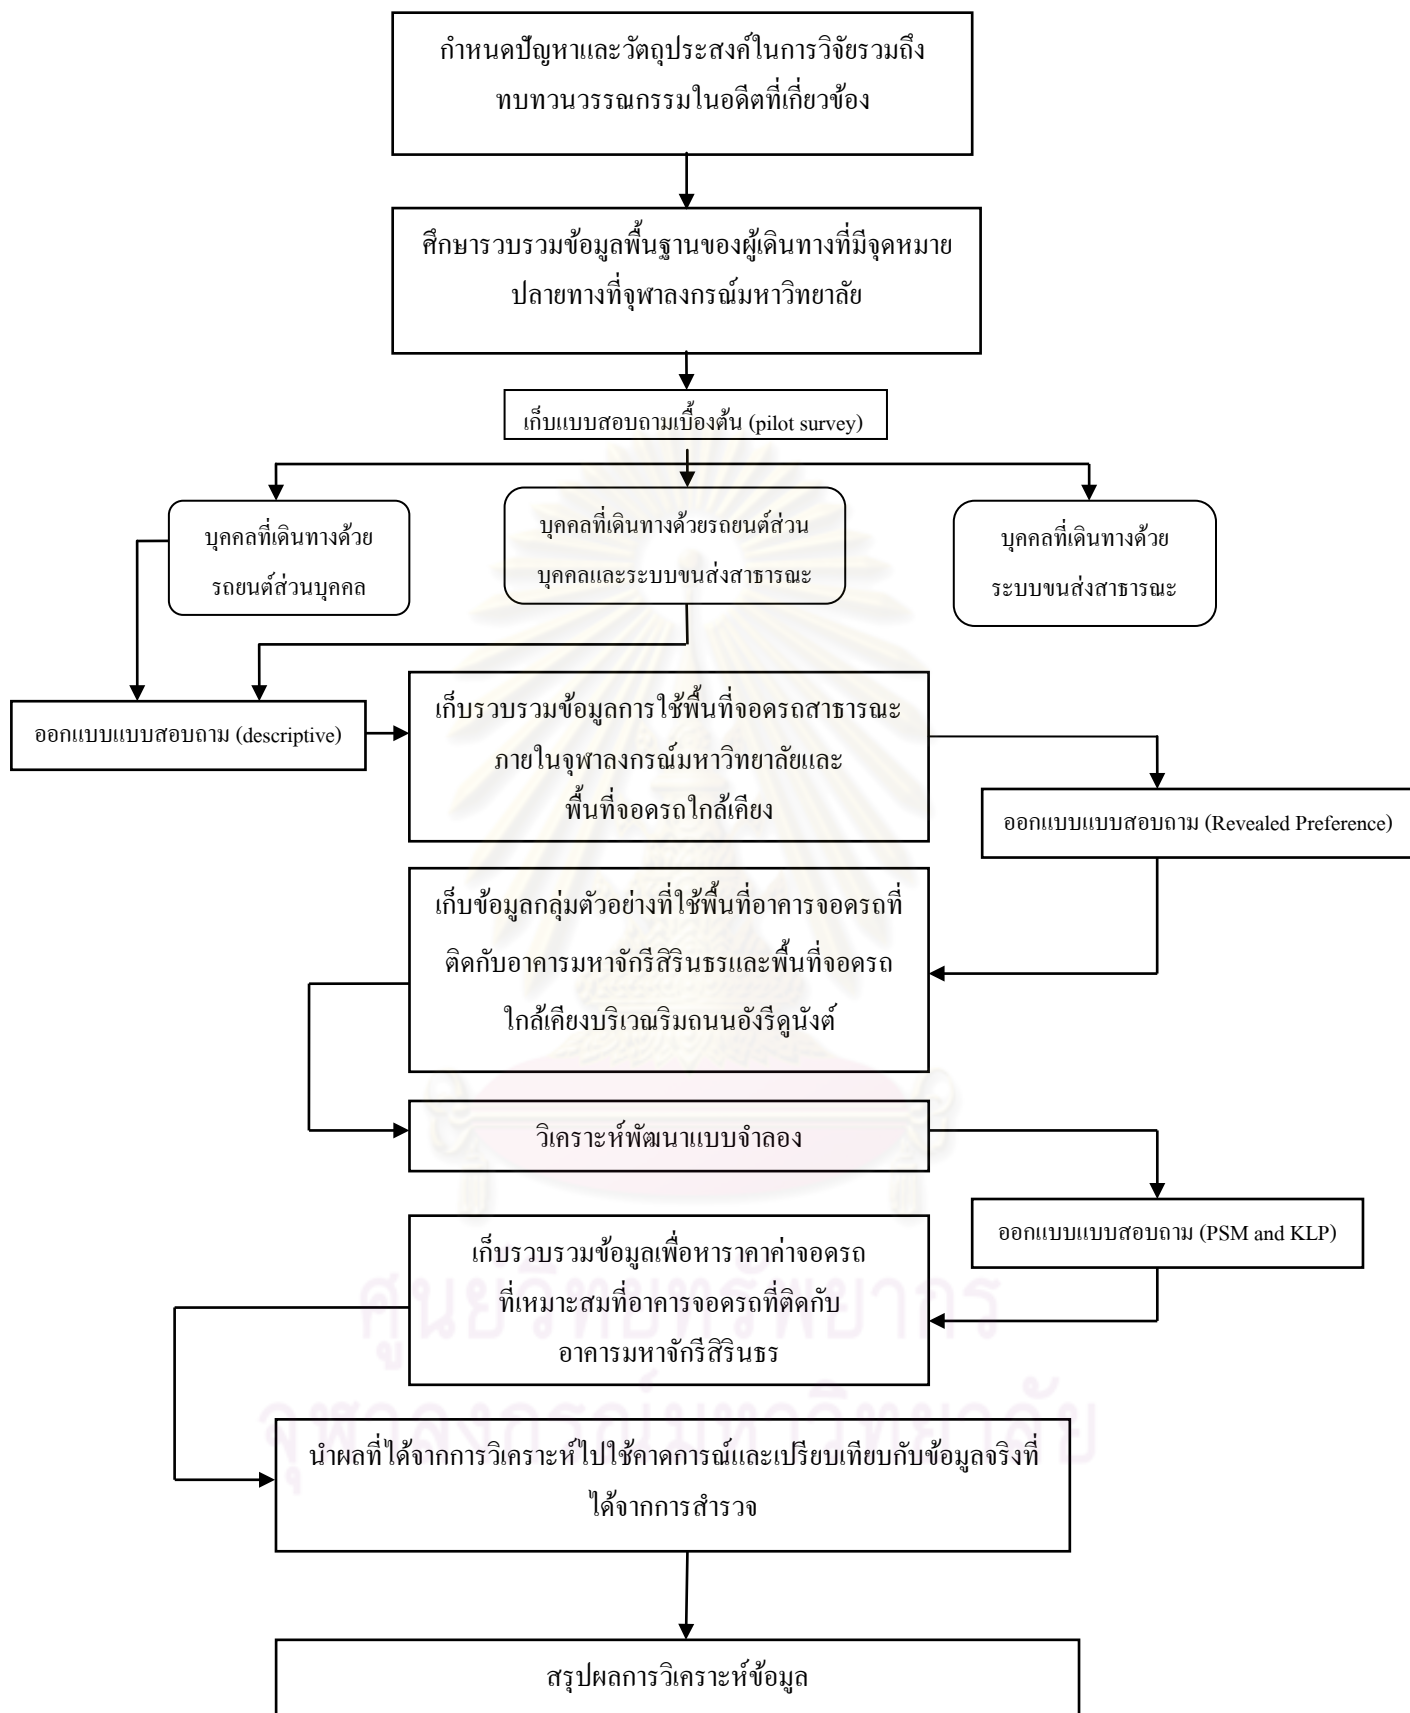 กำหนดปัญหาและวัตถุประสงค์ในการวิจัยรวมถึง
ทบทวนวรรณกรรมในอดีตที่เกี่ยวข้อง
ศึกษารวบรวมข้อมูลพื้นฐานของผู้เดินทางที่มีจุดหมาย
ปลายทางที่จุฬาลงกรณ์มหาวิทยาลัย
เก็บแบบสอบถามเบื้องต้น (pilot survey)
บุคคลที่เดินทางด้วย
รถยนต์ส่วนบุคคล
บุคคลที่เดินทางด้วยรถยนต์ส่วน
บุคคลและระบบขนส่งสาธารณะ
บุคคลที่เดินทางด้วย
ระบบขนส่งสาธารณะ
ออกแบบแบบสอบถาม (descriptive)
เก็บรวบรวมข้อมูลการใช้พื้นที่จอดรถสาธารณะ
ภายในจุฬาลงกรณ์มหาวิทยาลัยและ
พื้นที่จอดรถใกล้เคียง
ออกแบบแบบสอบถาม (Revealed Preference)
เก็บข้อมูลกลุ่มตัวอย่างที่ใช้พื้นที่อาคารจอดรถที่
ติดกับอาคารมหาจักรีสิรินธรและพื้นที่จอดรถ
ใกล้เคียงบริเวณริมถนนอังรีดูนังต์
วิเคราะห์พัฒนาแบบจำลอง
ออกแบบแบบสอบถาม (PSM and KLP)
เก็บรวบรวมข้อมูลเพื่อหาราคาค่าจอดรถ
ที่เหมาะสมที่อาคารจอดรถที่ติดกับ
อาคารมหาจักรีสิรินธร
ศูนย์วิทยทรัพยากร
จุฬาลงกรณ์มหาวิทยาลัย
นำผลที่ได้จากการวิเคราะห์ไปใช้คาดการณ์และเปรียบเทียบกับข้อมูลจริงที่
ได้จากการสำรวจ
สรุปผลการวิเคราะห์ข้อมูล